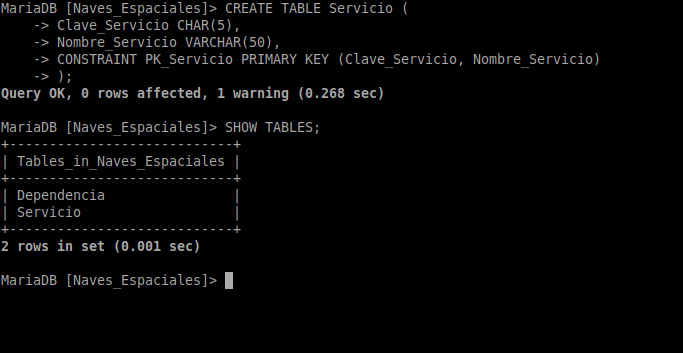 MariaDB [Naves_Espaciales]> CREATE TABLE Servicio (
    -> Clave_Servicio CHAR(5),
    -> Nombre_Servicio VARCHAR(50),
    -> CONSTRAINT PK_Servicio PRIMARY KEY (Clave_Servicio, Nombre_Servicio)
    -> );
Query OK, 0 rows affected, 1 warning (0.268 sec)

MariaDB [Naves_Espaciales]> SHOW TABLES;
+----------------------------+
| Tables_in_Naves_Espaciales |
+----------------------------+
| Dependencia                |
| Servicio                   |
+----------------------------+
2 rows in set (0.001 sec)

MariaDB [Naves_Espaciales]>